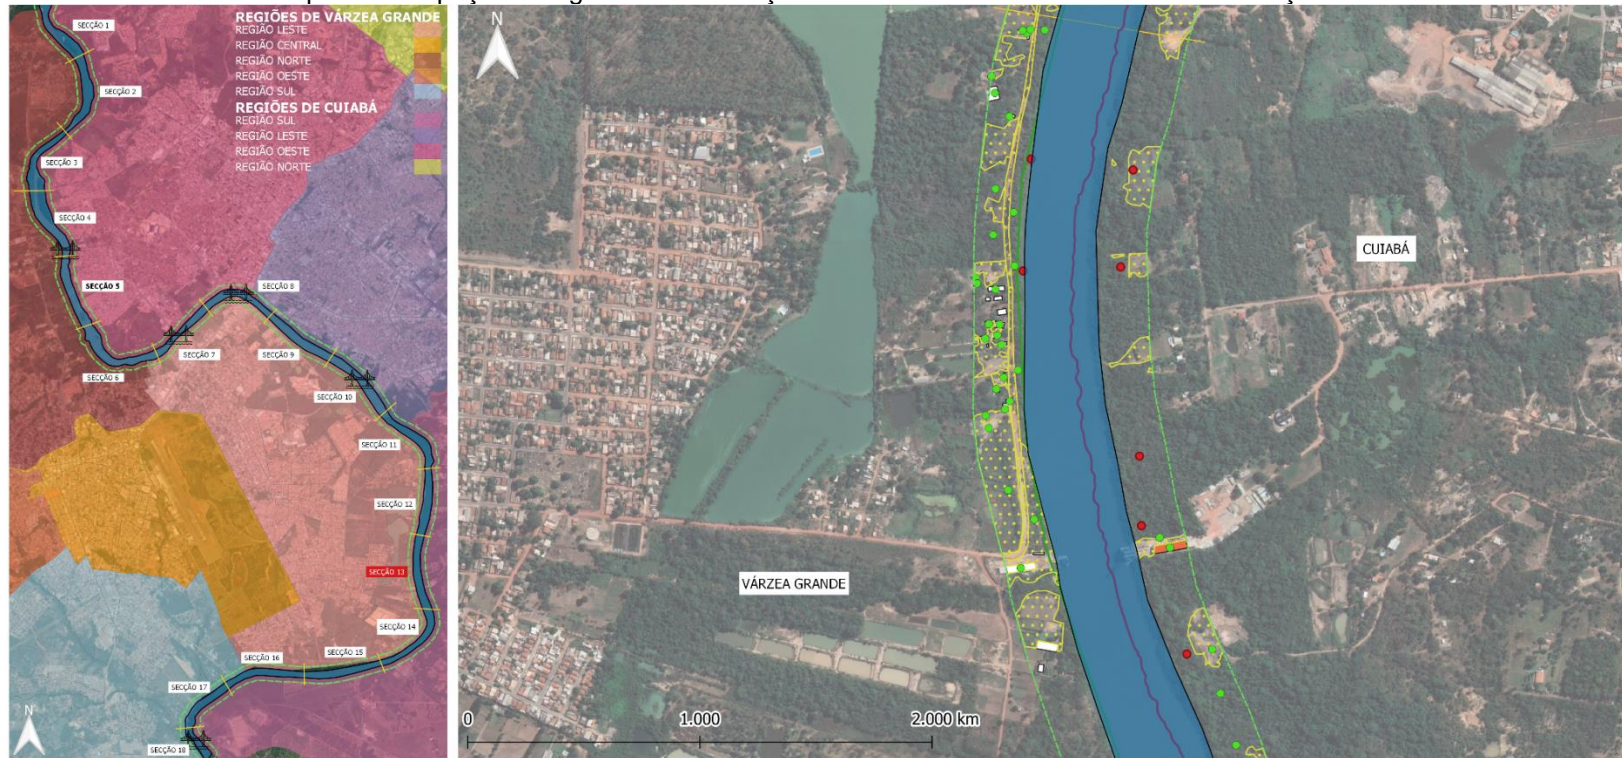 REGIÕES DE VÁRZEA GRANDE
REGIÃO LESTE
REGIÃO CENTRAL
REGIÃO NORTE
REGIÃO OESTE
REGIÃO SUL
REGIÕES DE CUIABÁ
REGIÃO SUL
REGIÃO LESTE
REGIÃO OESTE
REGIÃO NORTE
SECÇÃO 1
SECÇÃO 2
SECÇÃO 3
SECÇÃO 4
SECÇÃO 5
SECÇÃO 6
SECÇÃO 7
SECÇÃO 8
SECÇÃO 9
SECÇÃO 10
SECÇÃO 11
SECÇÃO 12
SECÇÃO 13
SECÇÃO 14
SECÇÃO 15
SECÇÃO 16
SECÇÃO 17
SECÇÃO 18
N
N
CUIABÁ
VÁRZEA GRANDE
0
1.000
2.000 km